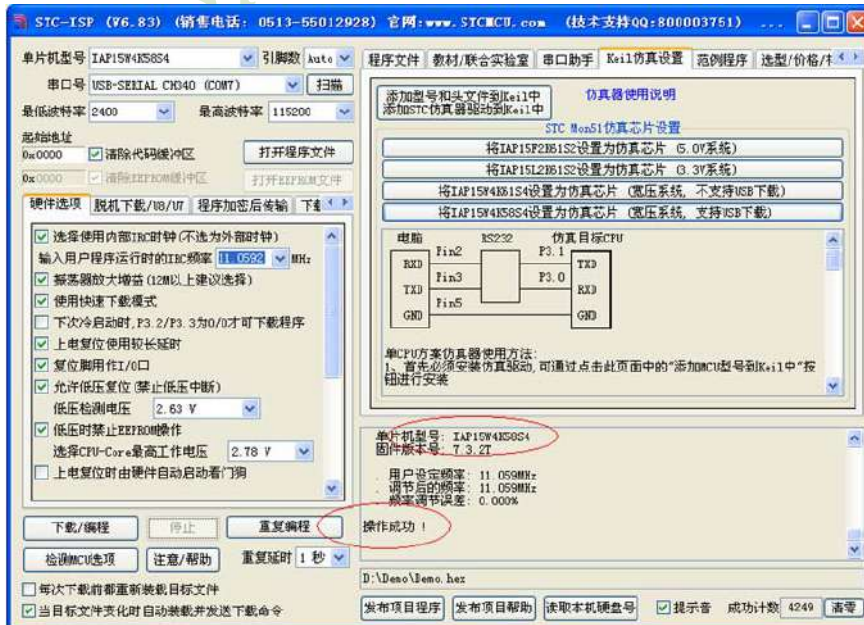 STC-ISP (V6.83) (销售电话: 0513-55012928) 官网:www.STCMCU.com (技术支持QQ:800003751) ...
单片机型号 IAP15W4K58S4 引脚数 Auto
串口号 USB-SERIAL CH340 (COM7) 扫描
最低波特率 2400 最高波特率 115200
起始地址
0x0000 清除代码缓冲区 打开程序文件
0x0000 清除EEPROM缓冲区 打开EEPROM文件
硬件选项 脱机下载/U8/U7 程序加密后传输
选择使用内部IRC时钟(不选为外部时钟)
输入用户程序运行时的IRC频率 11.0592 MHz
振荡器放大增益(12M以上建议选择)
使用快速下载模式
下次冷启动时,P3.2/P3.3为0/0才可下载程序
上电复位使用较长延时
复位脚用作I/O口
允许低压复位(禁止低压中断)
低压检测电压 2.63 V
低压时禁止EEPROM操作
选择CPU-Core最高工作电压 2.78 V
上电复位时由硬件自动启动看门狗
下载/编程 停止 重复编程
检测MCU选项 注意/帮助 重复延时 1 秒
每次下载前都重新装载目标文件
当目标文件变化时自动装载并发送下载命令
程序文件 教材/联合实验室 串口助手 Keil仿真设置 范例程序 选型/价格/
添加型号和头文件到Keil中
添加STC仿真器驱动到Keil中
仿真器使用说明
STC Mon51仿真芯片设置
将IAP15F2K61S2设置为仿真芯片 (5.0V系统)
将IAP15L2K61S2设置为仿真芯片 (3.3V系统)
将IAP15W4K61S4设置为仿真芯片 (宽压系统, 不支持USB下载)
将IAP15W4K58S4设置为仿真芯片 (宽压系统, 支持USB下载)
电脑 RS232 仿真目标CPU
RXD Pin2 P3.1 TXD
TXD Pin3 P3.0 RXD
GND Pin5 GND
单CPU方案仿真器使用方法:
1、首先必须安装仿真驱动,可通过点击此页面中的“添加MCU型号到Keil中”按
钮进行安装
单片机型号: IAP15W4K58S4
固件版本号: 7.3.2T
. 用户设定频率: 11.059MHz
. 调节后的频率: 11.059MHz
. 频率调节误差: 0.000%
操作成功 !
D:\Demo\Demo.hex
发布项目程序 发布项目帮助 读取本机硬盘号 提示音 成功计数 4249 清零